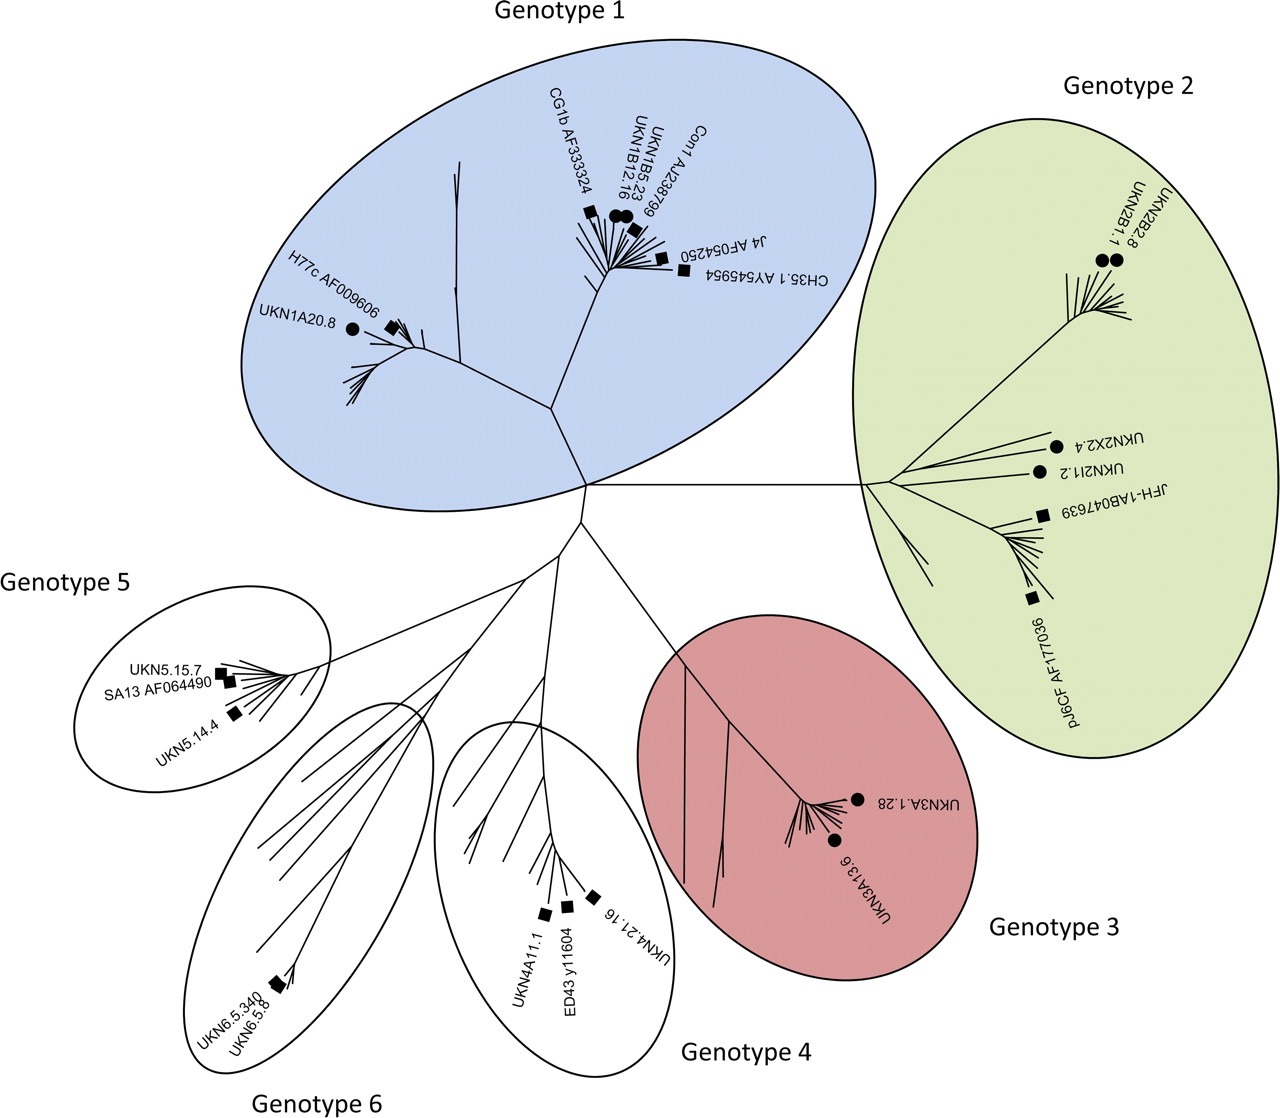 Genotype 1
Genotype 2
CG1b AF333324
UKN1B12.16
UKN1B5.23
Con1 AJ238799
J4 AF054250
CH35.1 AY545954
H77c AF009606
UKN1A20.8
UKN2B1.1
UKN2B2.8
UKN2X2.4
UKN2I1.2
JFH-1AB047639
pJ6CF AF177036
Genotype 5
UKN5.15.7
SA13 AF064490
UKN5.14.4
UKN3A.1.28
UKN3A13.6
Genotype 3
UKN4A11.1
ED43 y11604
UKN4.21.16
Genotype 4
UKN6.5.340
UKN6.5.8
Genotype 6